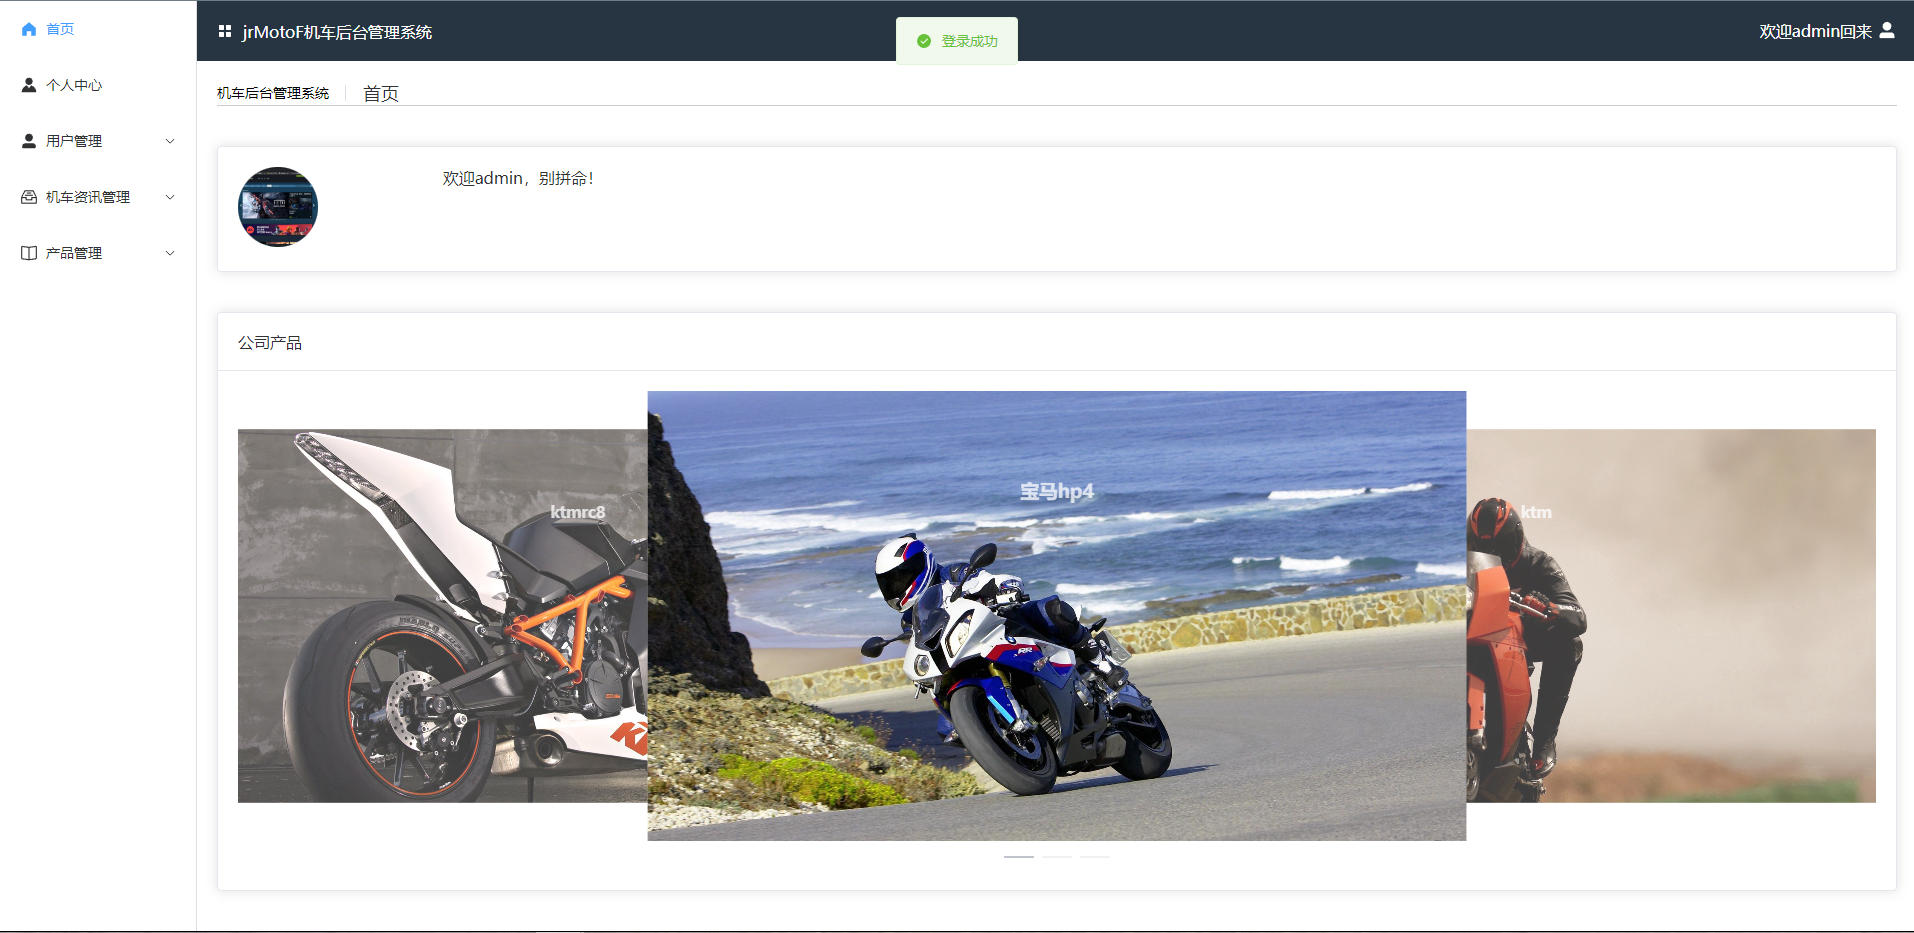 首页
个人中心
用户管理
机车资讯管理
产品管理
jrMotoF机车后台管理系统
登录成功
欢迎admin回来
机车后台管理系统
首页
欢迎admin，别拼命！
公司产品
ktmrc8
宝马hp4
ktm
RR